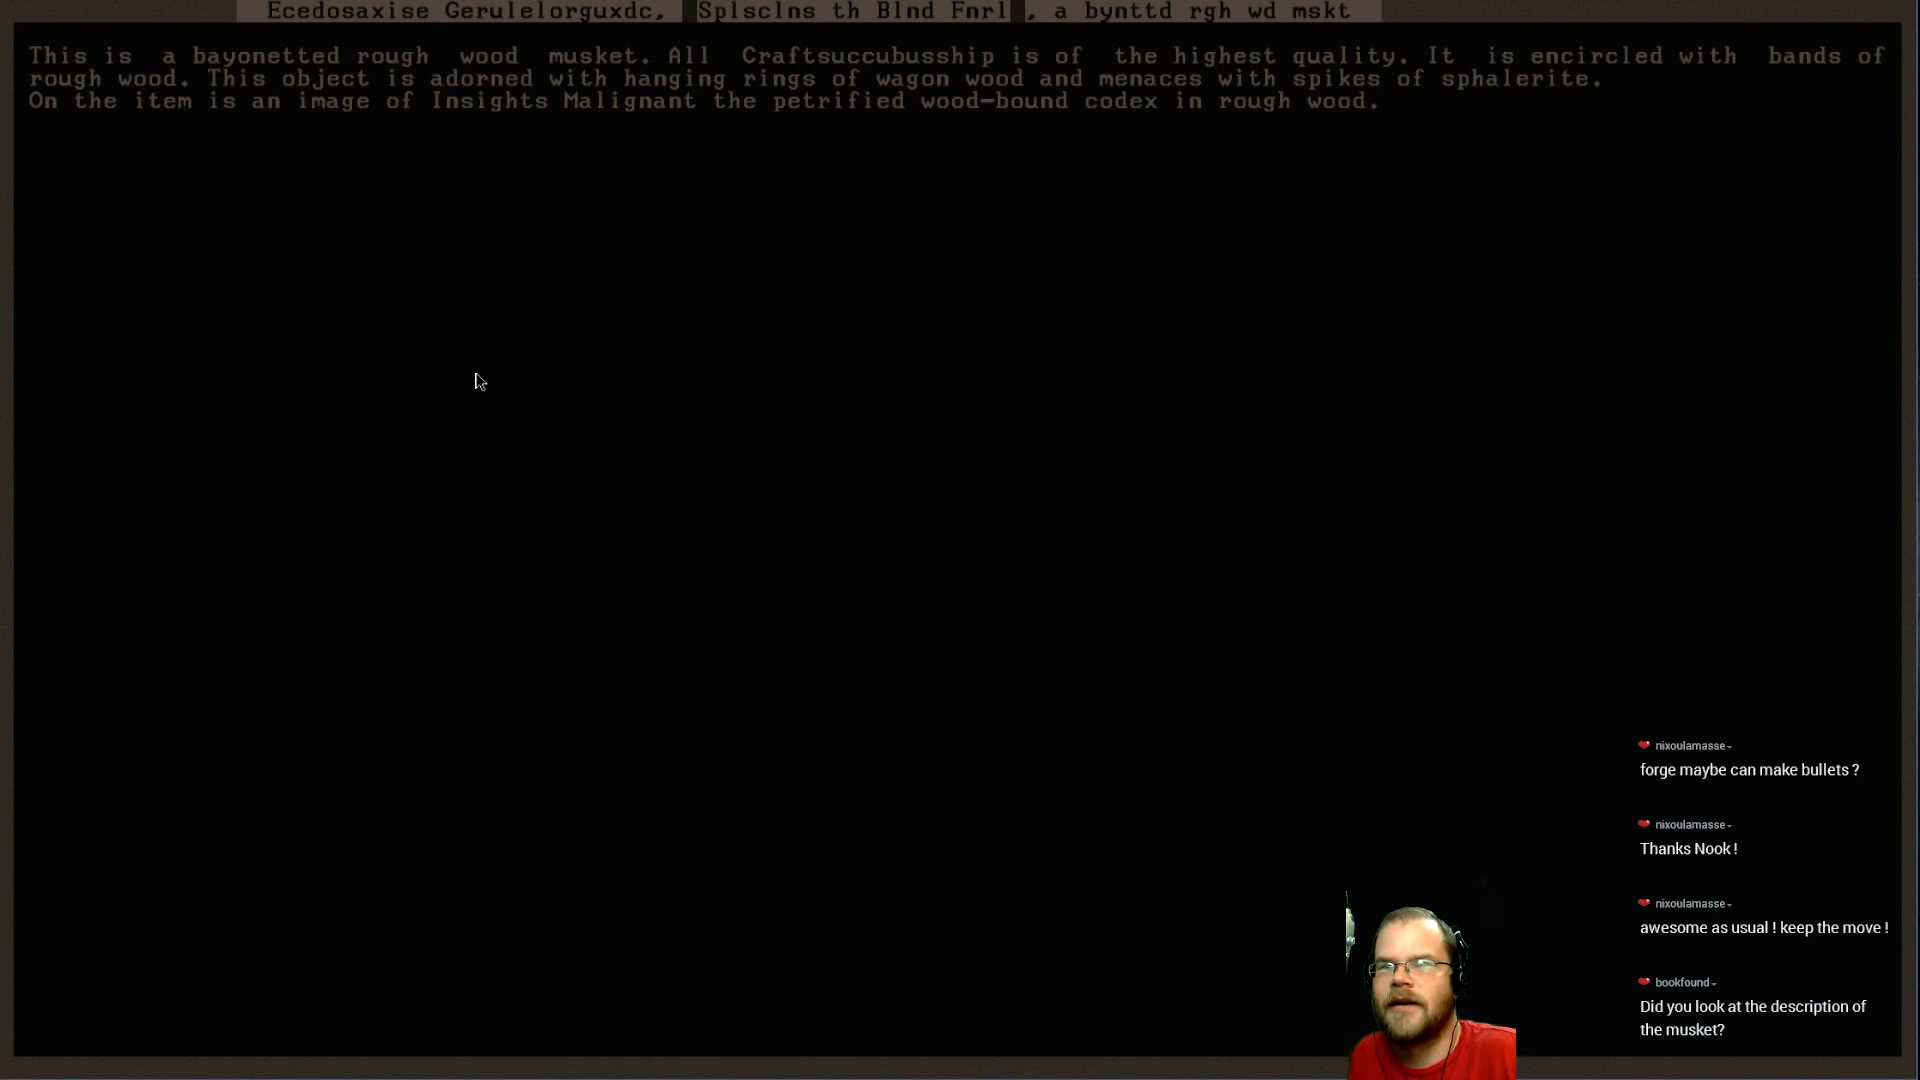 Ecedosaxise Gerulelorguxdc, Splsclns th Blnd Fnrl , a bynttd rgh wd mskt
This is a bayonetted rough wood musket. All Craftsuccubusship is of the highest quality. It is encircled with bands of
rough wood. This object is adorned with hanging rings of wagon wood and menaces with spikes of sphalerite.
On the item is an image of Insights Malignant the petrified wood-bound codex in rough wood.
nixoulamasse
forge maybe can make bullets ?
nixoulamasse
Thanks Nook !
nixoulamasse
awesome as usual ! keep the move !
bookfound
Did you look at the description of
the musket?